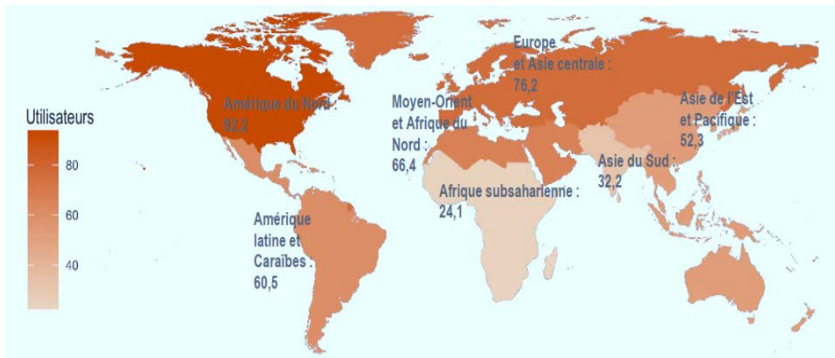 Utilisateurs
80
60
40
Amérique du Nord :
92,2
Amérique
latine et
Caraïbes :
60,5
Europe
et Asie centrale :
76,2
Moyen-Orient
et Afrique du
Nord :
66,4
Afrique subsaharienne :
24,1
Asie de l'Est
et Pacifique :
52,3
Asie du Sud :
32,2